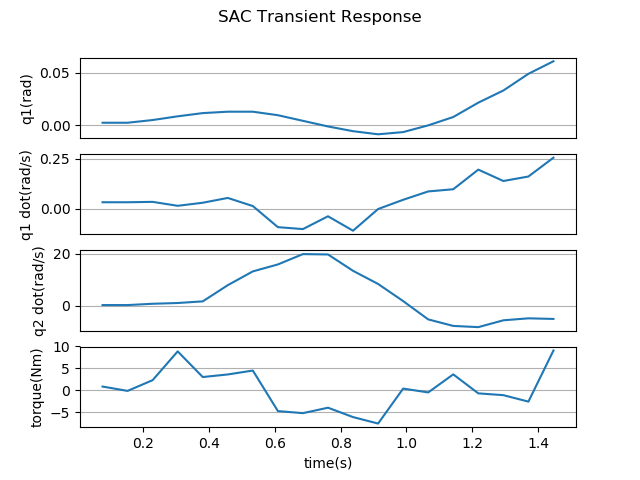 SAC Transient Response
0.05
0.00
q1(rad)
0.25
0.00
q1 dot(rad/s)
20
0
q2 dot(rad/s)
10
5
0
−5
torque(Nm)
0.2 0.4 0.6 0.8 1.0 1.2 1.4
time(s)